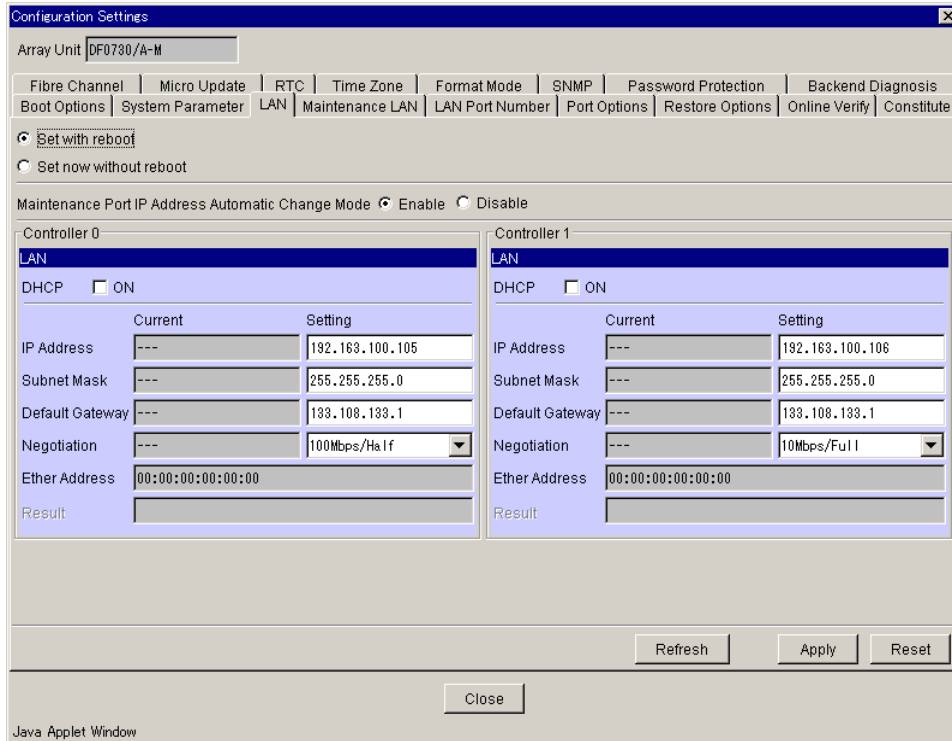 Configuration Settings
Array Unit DF0730/A-M
Fibre Channel Micro Update RTC Time Zone Format Mode SNMP Password Protection Backend Diagnosis
Boot Options System Parameter LAN Maintenance LAN LAN Port Number Port Options Restore Options Online Verify Constitute
Set with reboot
Set now without reboot
Maintenance Port IP Address Automatic Change Mode Enable Disable
Controller 0 Controller 1
LAN LAN
DHCP ON DHCP ON
Current Setting Current Setting
IP Address --- 192.163.100.105 IP Address --- 192.163.100.106
Subnet Mask --- 255.255.255.0 Subnet Mask --- 255.255.255.0
Default Gateway --- 133.108.133.1 Default Gateway --- 133.108.133.1
Negotiation --- 100Mbps/Half Negotiation --- 10Mbps/Full
Ether Address 00:00:00:00:00:00 Ether Address 00:00:00:00:00:00
Result Result
Refresh Apply Reset
Close
Java Applet Window